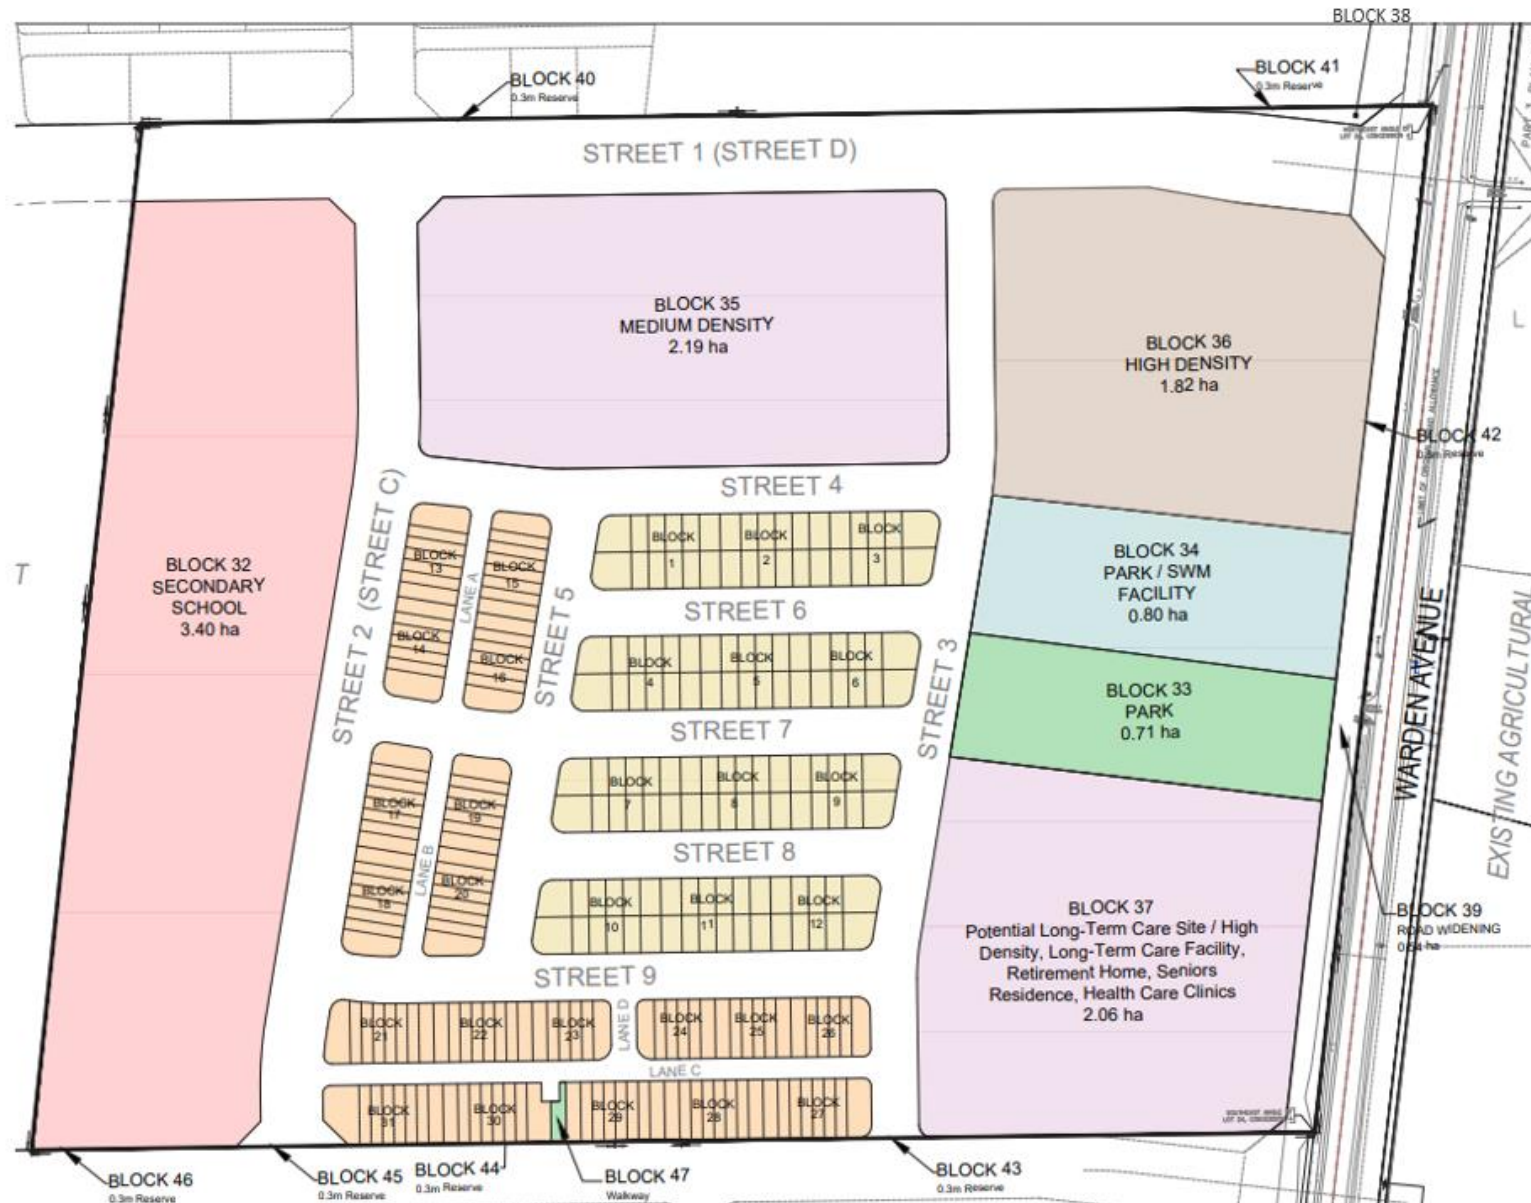 BLOCK 38
BLOCK 40
0.3m Reserve
BLOCK 41
0.3m Reserve
STREET 1 (STREET D)
BLOCK 35
MEDIUM DENSITY
2.19 ha
BLOCK 36
HIGH DENSITY
1.82 ha
BLOCK 42
0.3m Reserve
STREET 4
STREET 2 (STREET C)
BLOCK
13
BLOCK
14
LANE A
BLOCK
15
BLOCK
16
STREET 5
BLOCK
1
BLOCK
2
BLOCK
3
BLOCK 32
SECONDARY
SCHOOL
3.40 ha
T
L
BLOCK 34
PARK / SWM
FACILITY
0.80 ha
STREET 6
BLOCK
4
BLOCK
5
BLOCK
6
STREET 3
BLOCK 33
PARK
0.71 ha
WARDEN AVENUE
EXISTING AGRICULTURAL
STREET 7
BLOCK
17
BLOCK
18
LANE B
BLOCK
19
BLOCK
20
BLOCK
7
BLOCK
8
BLOCK
9
STREET 8
BLOCK
10
BLOCK
11
BLOCK
12
BLOCK 37
Potential Long-Term Care Site / High
Density, Long-Term Care Facility,
Retirement Home, Seniors
Residence, Health Care Clinics
2.06 ha
BLOCK 39
ROAD WIDENING
STREET 9
BLOCK
21
BLOCK
22
BLOCK
23
LANE D
BLOCK
24
BLOCK
25
BLOCK
26
LANE C
BLOCK
31
BLOCK
30
BLOCK
29
BLOCK
28
BLOCK
27
BLOCK 46
0.3m Reserve
BLOCK 45
0.3m Reserve
BLOCK 44
0.3m Reserve
BLOCK 47
Walkway
BLOCK 43
0.3m Reserve